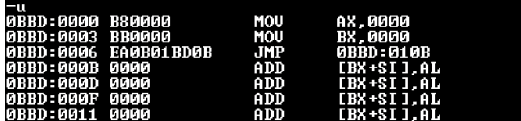 -u
0BBD:0000 B80000 MOV AX,0000
0BBD:0003 BB0000 MOV BX,0000
0BBD:0006 EA0B01BD0B JMP 0BBD:010B
0BBD:000B 0000 ADD [BX+SI],AL
0BBD:000D 0000 ADD [BX+SI],AL
0BBD:000F 0000 ADD [BX+SI],AL
0BBD:0011 0000 ADD [BX+SI],AL